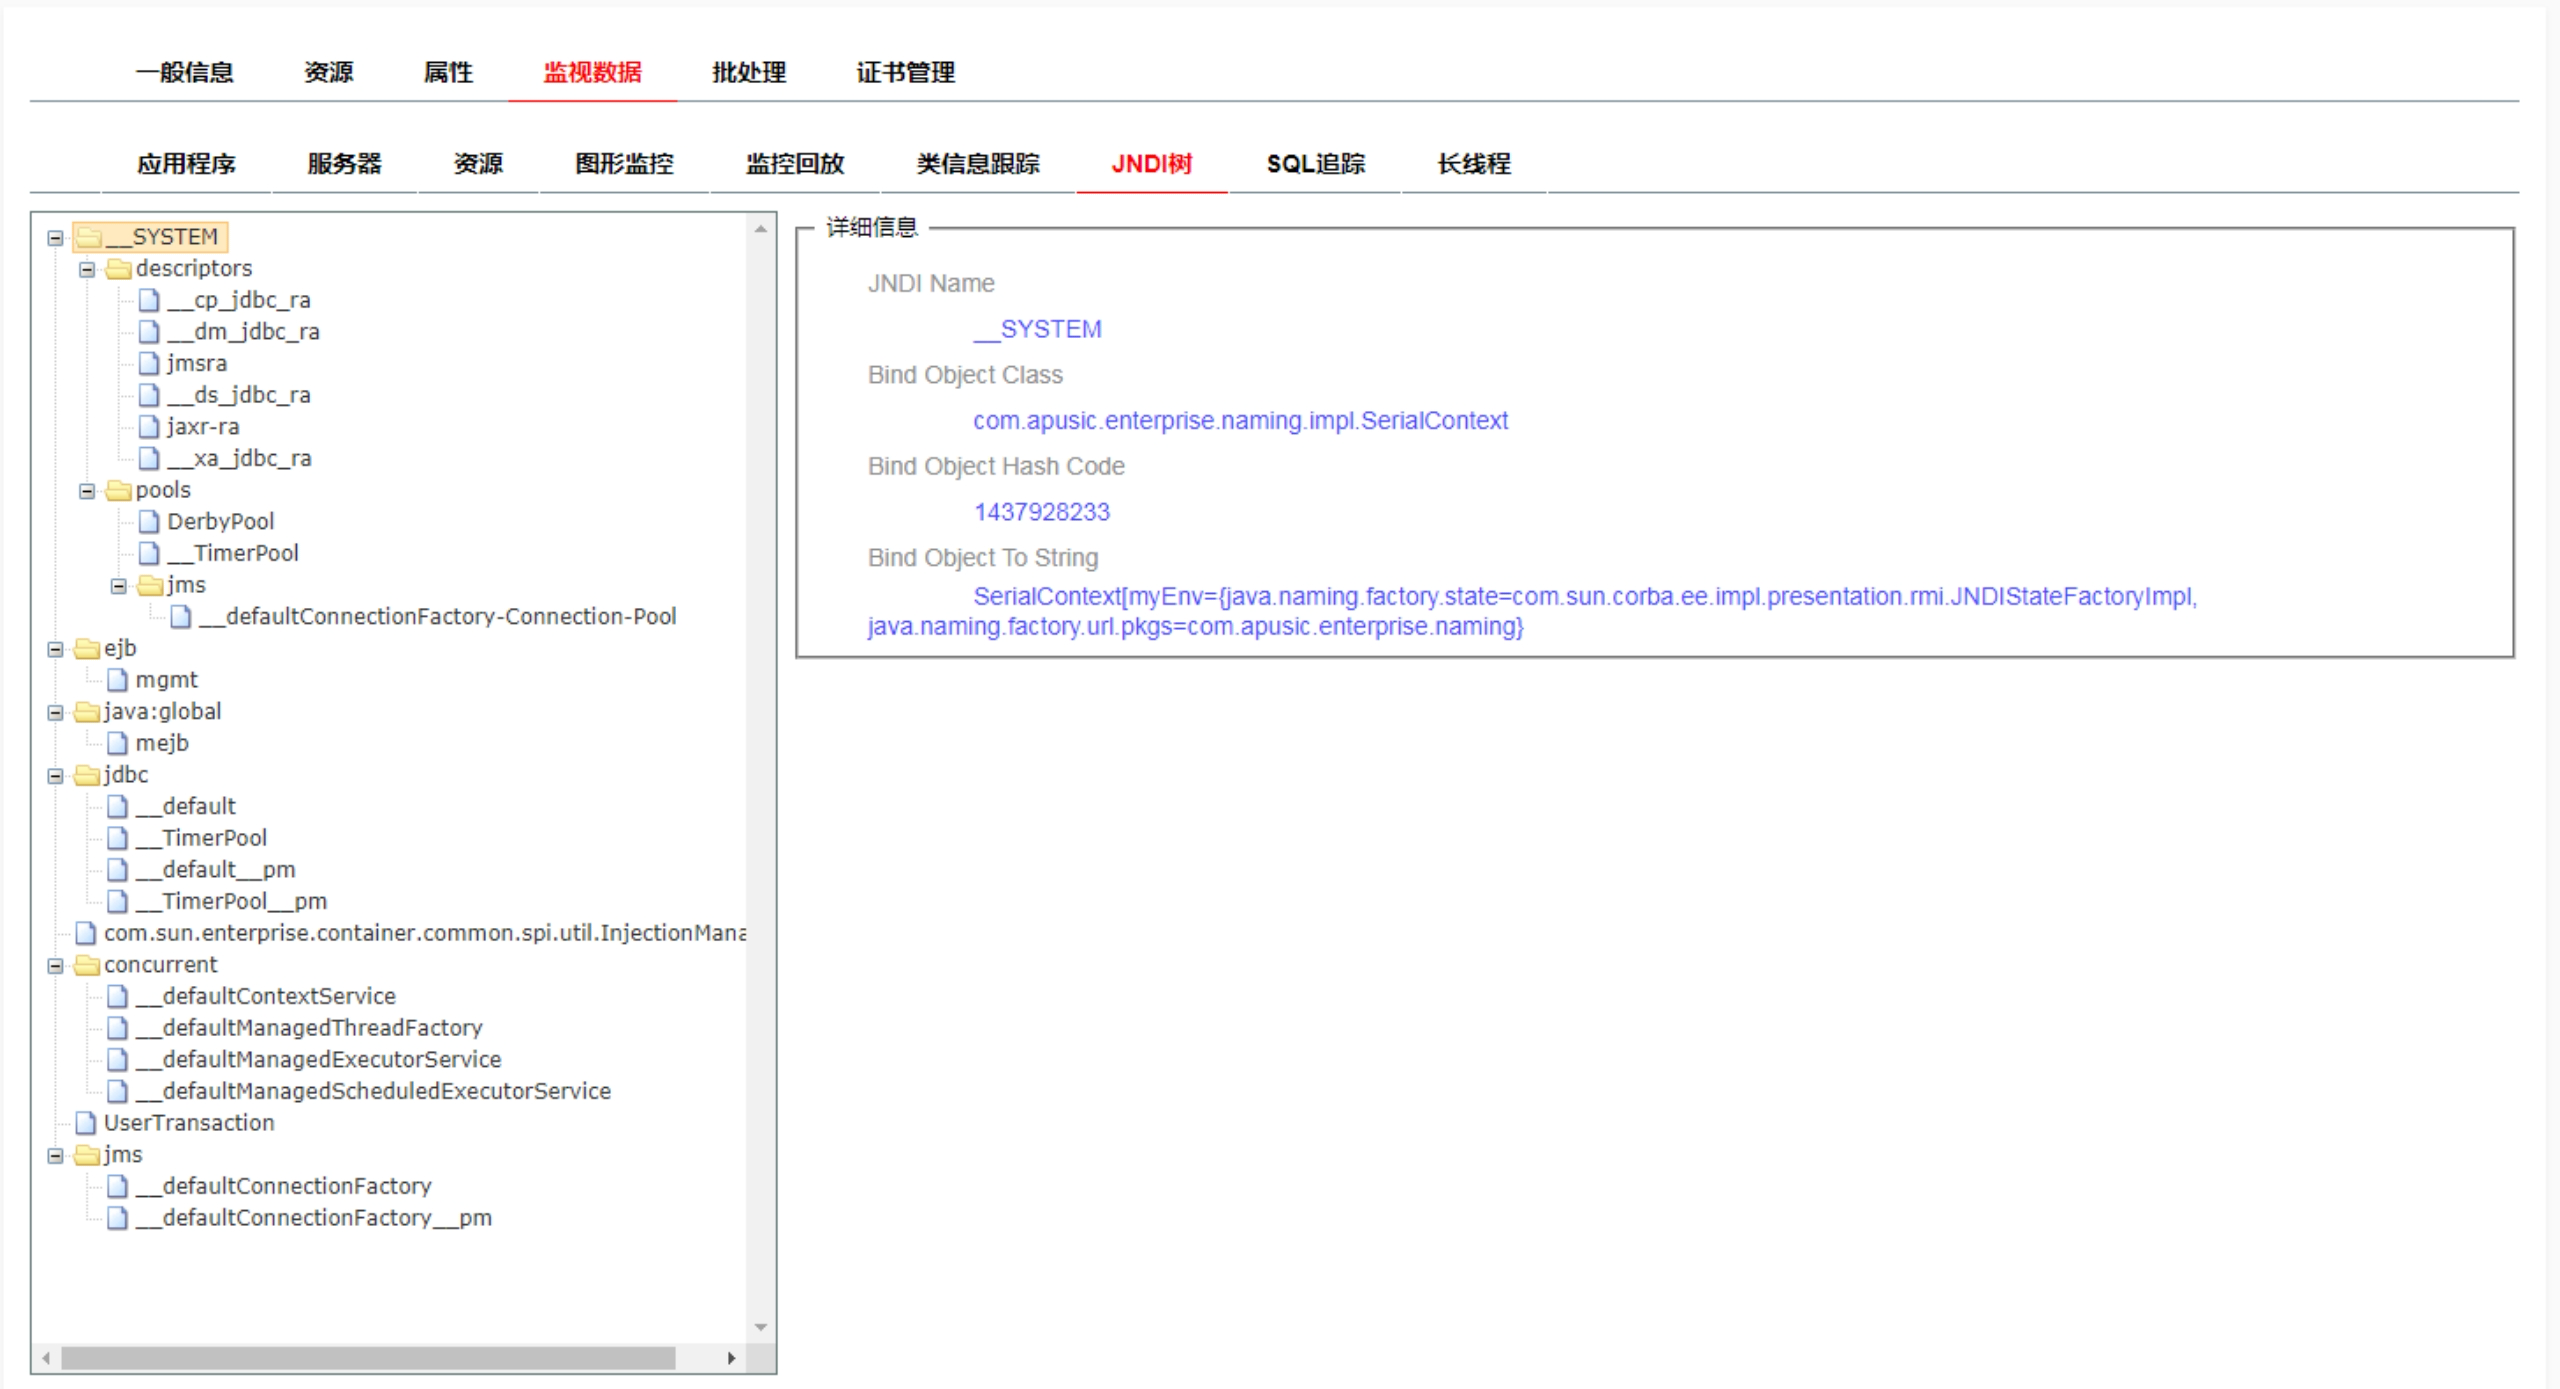 一般信息 资源 属性 监视数据 批处理 证书管理
应用程序 服务器 资源 图形监控 监控回放 类信息跟踪 JNDI树 SQL追踪 长线程
__SYSTEM
descriptors
__cp_jdbc_ra
__dm_jdbc_ra
jmsra
__ds_jdbc_ra
jaxr-ra
__xa_jdbc_ra
pools
DerbyPool
__TimerPool
jms
__defaultConnectionFactory-Connection-Pool
ejb
mgmt
java:global
mejb
jdbc
__default
__TimerPool
__default__pm
__TimerPool__pm
com.sun.enterprise.container.common.spi.util.InjectionMana
concurrent
__defaultContextService
__defaultManagedThreadFactory
__defaultManagedExecutorService
__defaultManagedScheduledExecutorService
UserTransaction
jms
__defaultConnectionFactory
__defaultConnectionFactory__pm
详细信息
JNDI Name
__SYSTEM
Bind Object Class
com.apusic.enterprise.naming.impl.SerialContext
Bind Object Hash Code
1437928233
Bind Object To String
SerialContext[myEnv={java.naming.factory.state=com.sun.corba.ee.impl.presentation.rmi.JNDIStateFactoryImpl,
java.naming.factory.url.pkgs=com.apusic.enterprise.naming}